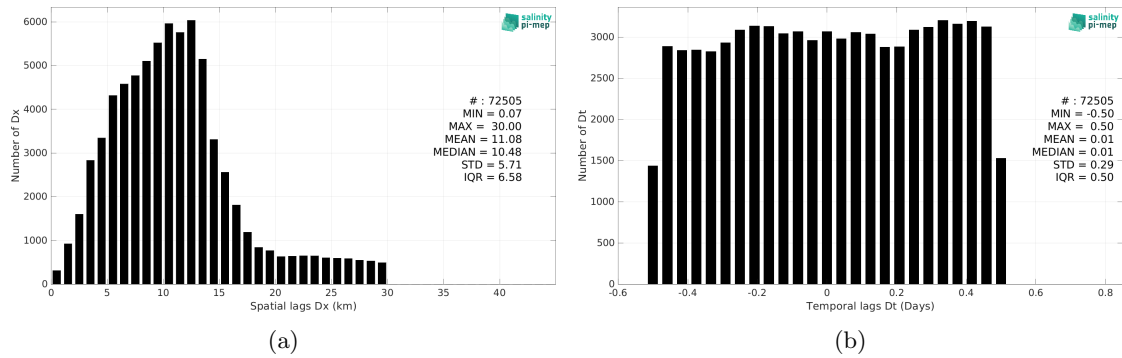 salinity
pi-mep
6000
5000
4000
3000
2000
1000
0
Number of Dx
# : 72505
MIN = 0.07
MAX = 30.00
MEAN = 11.08
MEDIAN = 10.48
STD = 5.71
IQR = 6.58
0 5 10 15 20 25 30 35 40
Spatial lags Dx (km)
(a)
salinity
pi-mep
3000
2500
2000
1500
1000
500
0
Number of Dt
# : 72505
MIN = -0.50
MAX = 0.50
MEAN = 0.01
MEDIAN = 0.01
STD = 0.29
IQR = 0.50
-0.6 -0.4 -0.2 0 0.2 0.4 0.6 0.8
Temporal lags Dt (Days)
(b)